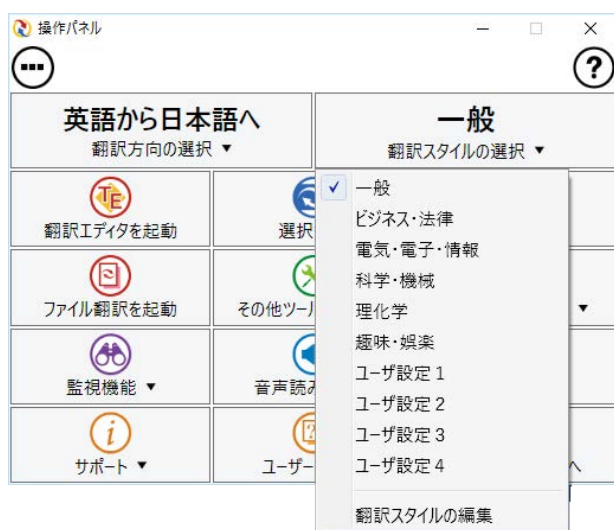 操作パネル
英語から日本語へ
翻訳方向の選択 ▼
一般
翻訳スタイルの選択 ▼
翻訳エディタを起動
選択
ファイル翻訳を起動
その他ツー
監視機能 ▼
音声読み
サポート ▼
ユーザー
✓ 一般
ビジネス・法律
電気・電子・情報
科学・機械
理化学
趣味・娯楽
ユーザ設定 1
ユーザ設定 2
ユーザ設定 3
ユーザ設定 4
翻訳スタイルの編集
▼
へ